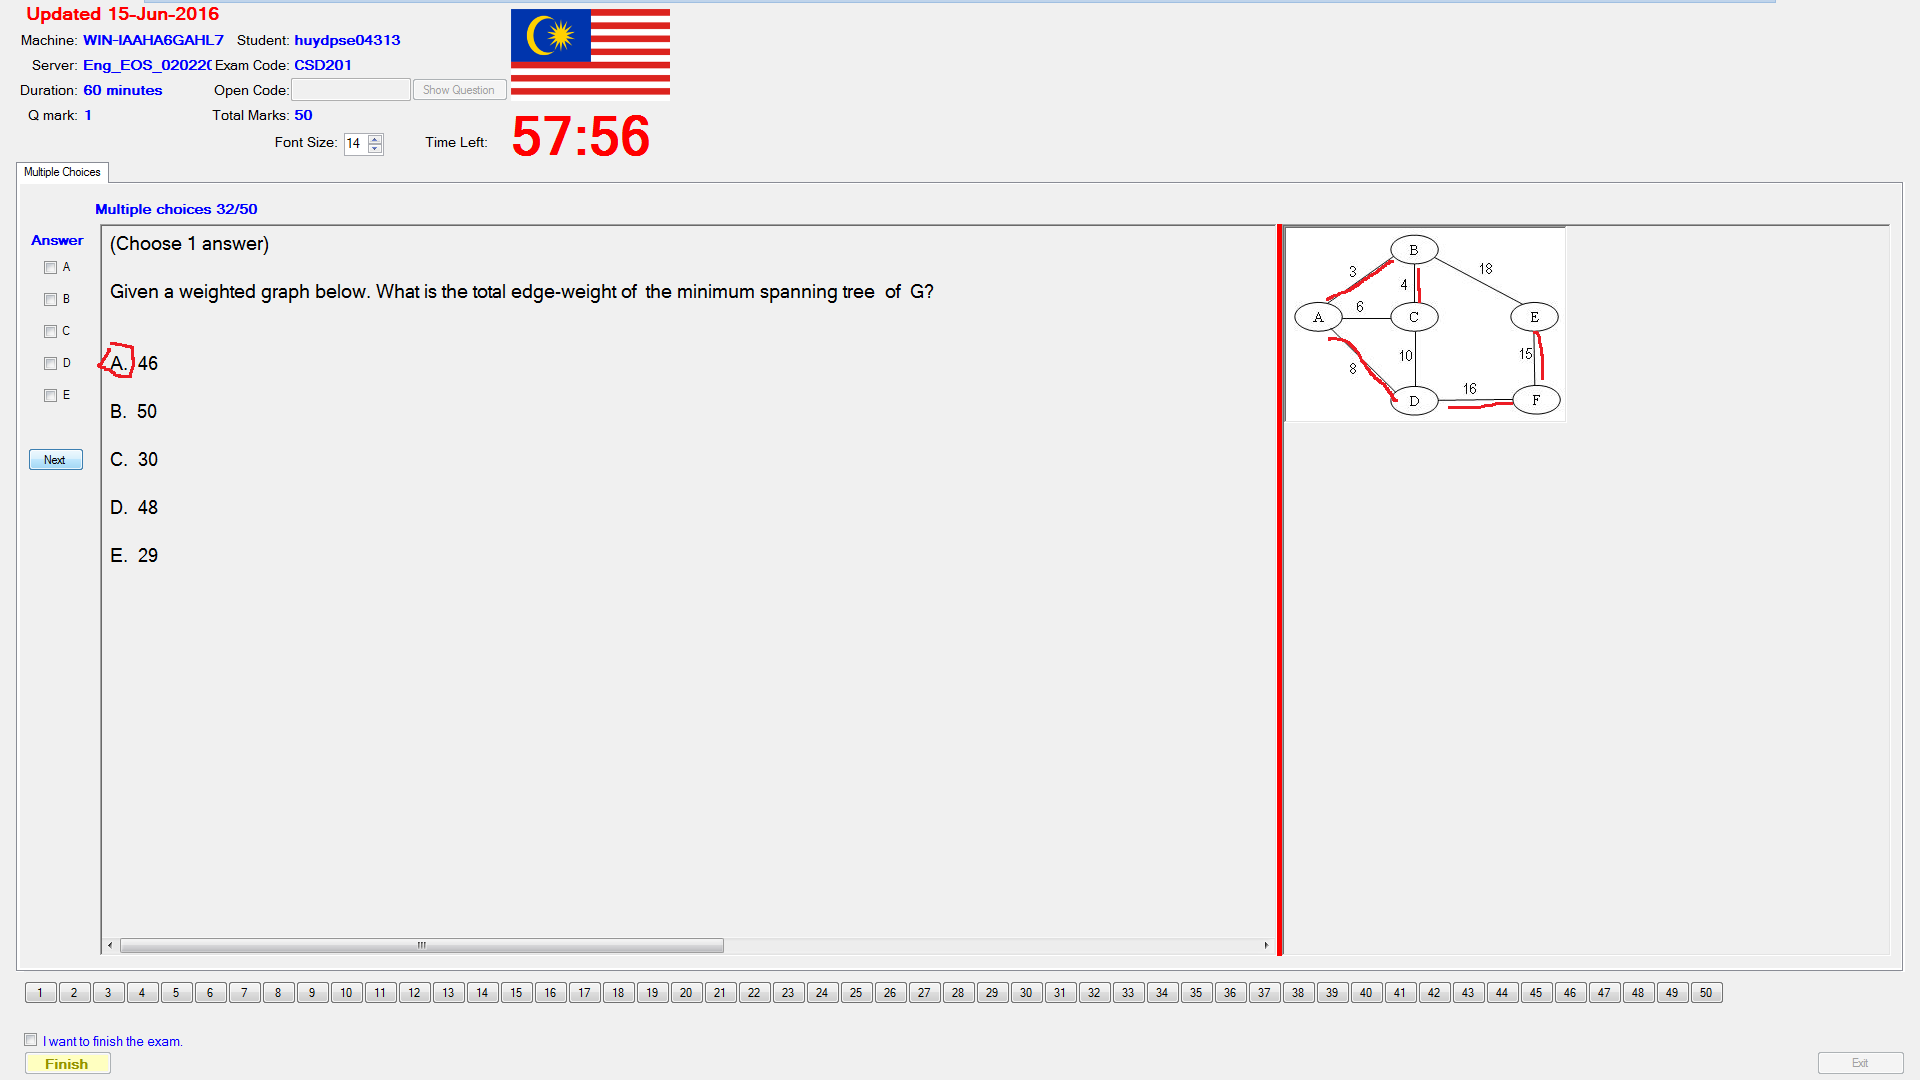 Updated 15-Jun-2016
Machine: WIN-IAAHA6GAHL7 Student: huydpse04313
Server: Eng_EOS_02022( Exam Code: CSD201
Duration: 60 minutes Open Code: Show Question
Q mark: 1 Total Marks: 50
Font Size: 14 Time Left: 57:56
Multiple Choices
Multiple choices 32/50
Answer
A
B
C
D
E
Next
(Choose 1 answer)
Given a weighted graph below. What is the total edge-weight of the minimum spanning tree of G?
A. 46
B. 50
C. 30
D. 48
E. 29
B
3 18
4
A 6 C E
10 15
8
16
D F
1 2 3 4 5 6 7 8 9 10 11 12 13 14 15 16 17 18 19 20 21 22 23 24 25 26 27 28 29 30 31 32 33 34 35 36 37 38 39 40 41 42 43 44 45 46 47 48 49 50
I want to finish the exam.
Finish Exit